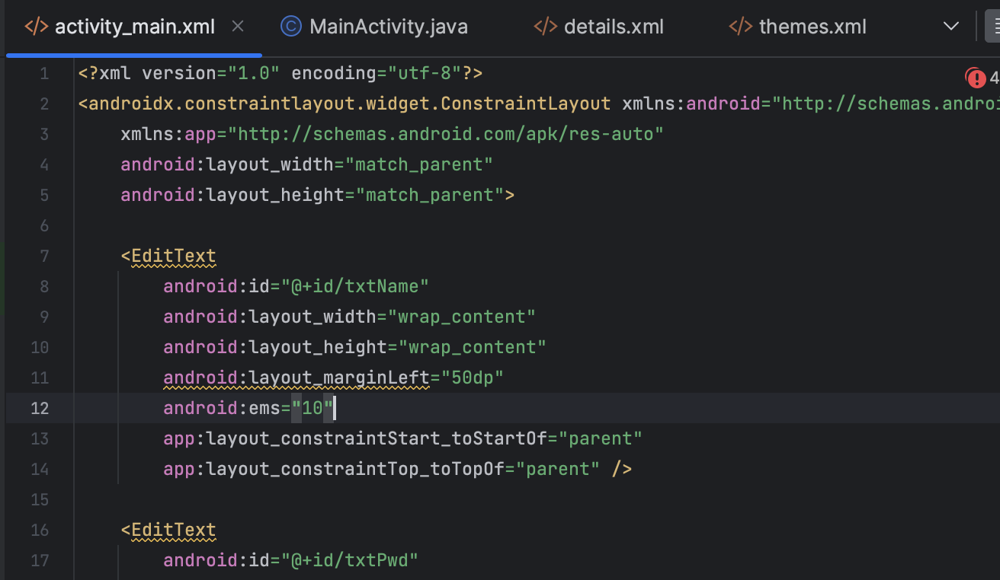 activity_main.xml MainActivity.java details.xml themes.xml
1 <?xml version="1.0" encoding="utf-8"?> 4
2 <androidx.constraintlayout.widget.ConstraintLayout xmlns:android="http://schemas.androi
3 xmlns:app="http://schemas.android.com/apk/res-auto"
4 android:layout_width="match_parent"
5 android:layout_height="match_parent">
6
7 <EditText
8 android:id="@+id/txtName"
9 android:layout_width="wrap_content"
10 android:layout_height="wrap_content"
11 android:layout_marginLeft="50dp"
12 android:ems="10"
13 app:layout_constraintStart_toStartOf="parent"
14 app:layout_constraintTop_toTopOf="parent" />
15
16 <EditText
17 android:id="@+id/txtPwd"